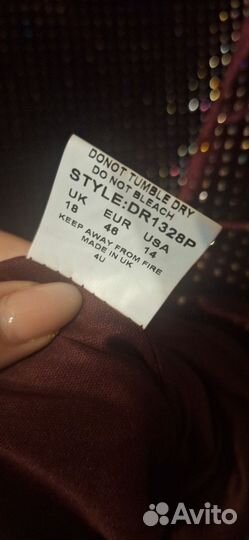 DONOT TUMBLE DRY
DO NOT BLEACH
STYLE:DR1328P
UK EUR USA
18 46 14
KEEP AWAY FROM FIRE
MADE IN UK
4U
Avito